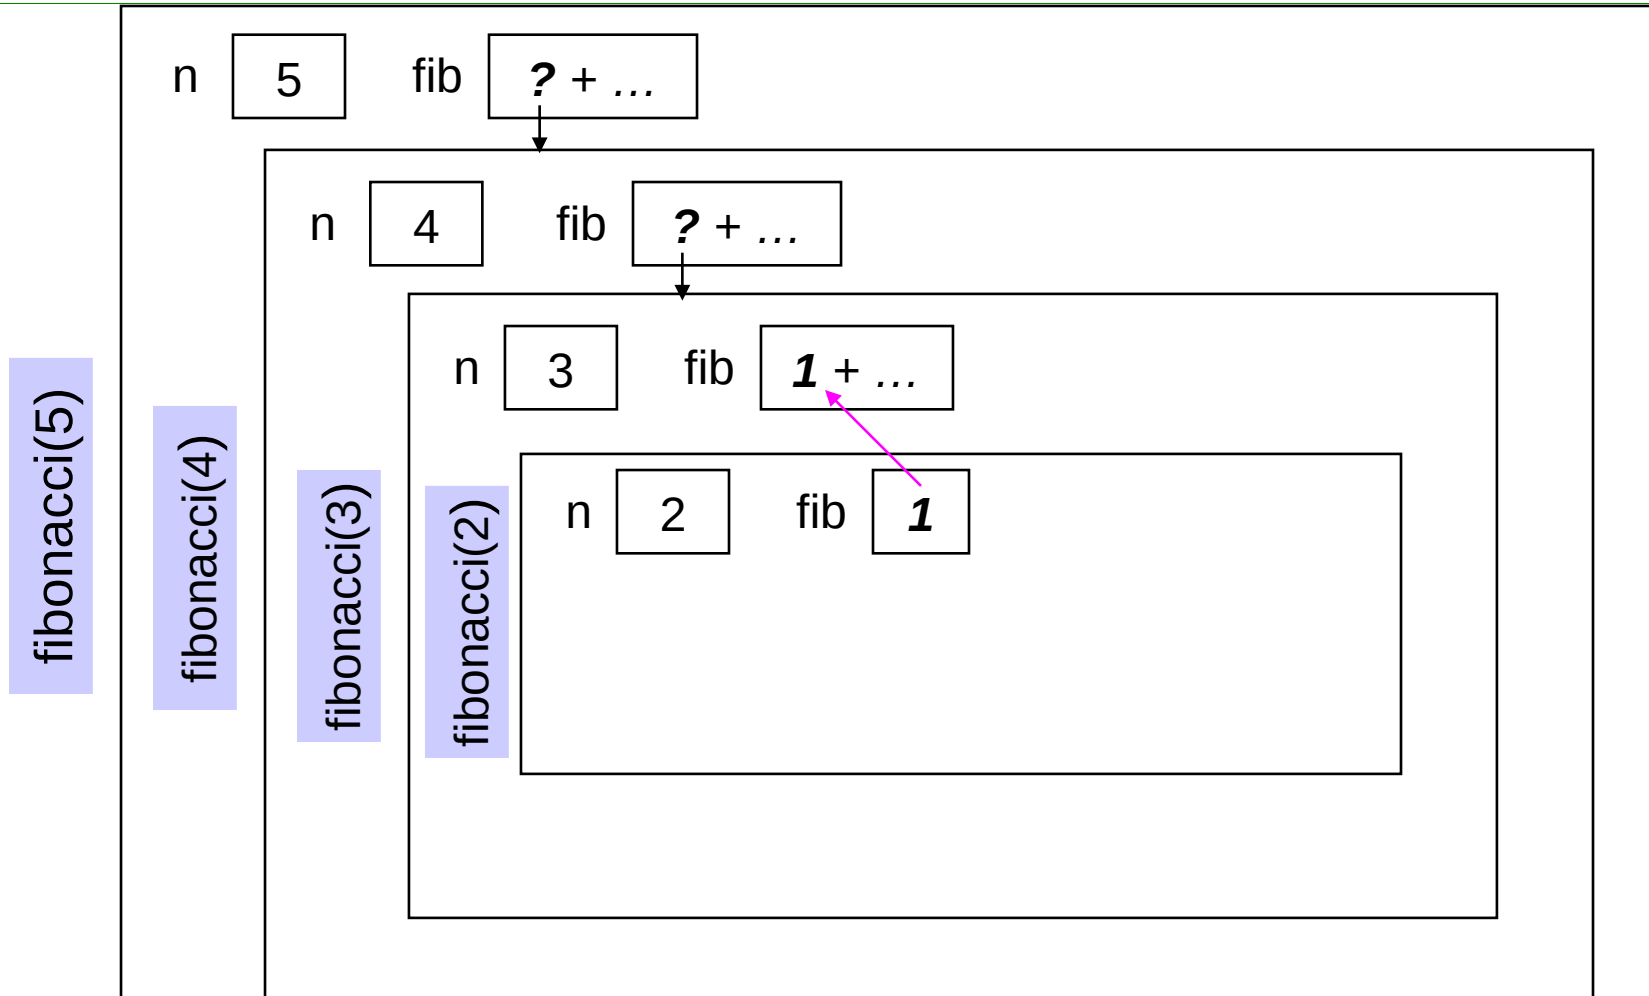 n 5 fib ? + …
n 4 fib ? + …
n 3 fib 1 + …
n 2 fib 1
fibonacci(5)
fibonacci(4)
fibonacci(3)
fibonacci(2)